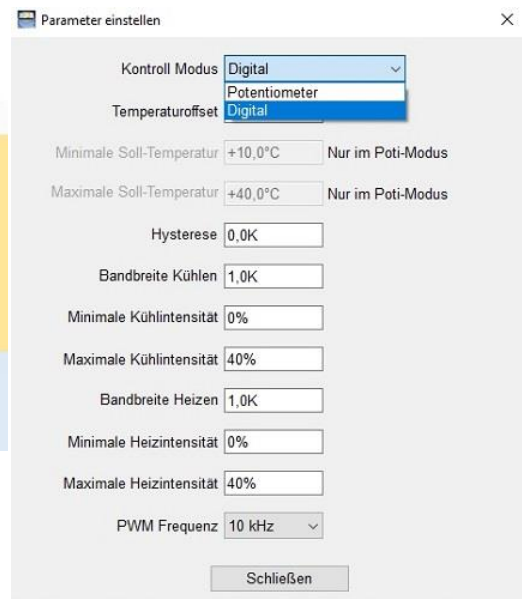 Parameter einstellen
Kontroll Modus Digital
Potentiometer
Temperaturoffset Digital
Minimale Soll-Temperatur +10,0°C Nur im Poti-Modus
Maximale Soll-Temperatur +40,0°C Nur im Poti-Modus
Hysterese 0,0K
Bandbreite Kühlen 1,0K
Minimale Kühlintensität 0%
Maximale Kühlintensität 40%
Bandbreite Heizen 1,0K
Minimale Heizintensität 0%
Maximale Heizintensität 40%
PWM Frequenz 10 kHz
Schließen